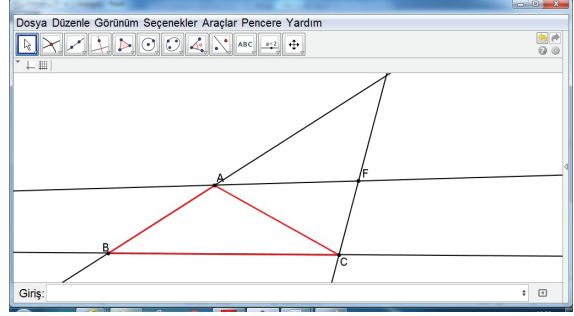 Dosya Düzenle Görünüm Seçenekler Araçlar Pencere Yardım
ABC a=2
A
F
B
C
Giriş: